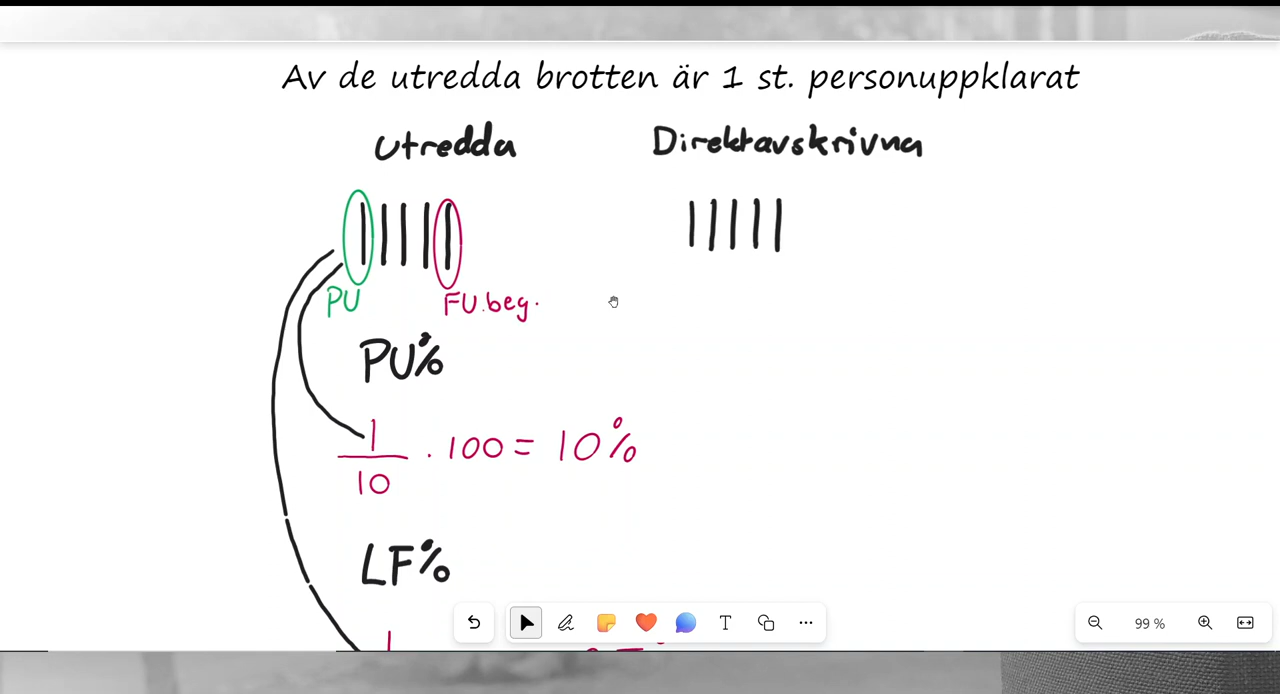 Av de utredda brotten är 1 st. personuppklarat
Utredda
Direktavskrivna
PU
FU.beg.
PU%
1
10
· 100 = 10%
LF%
1
99 %